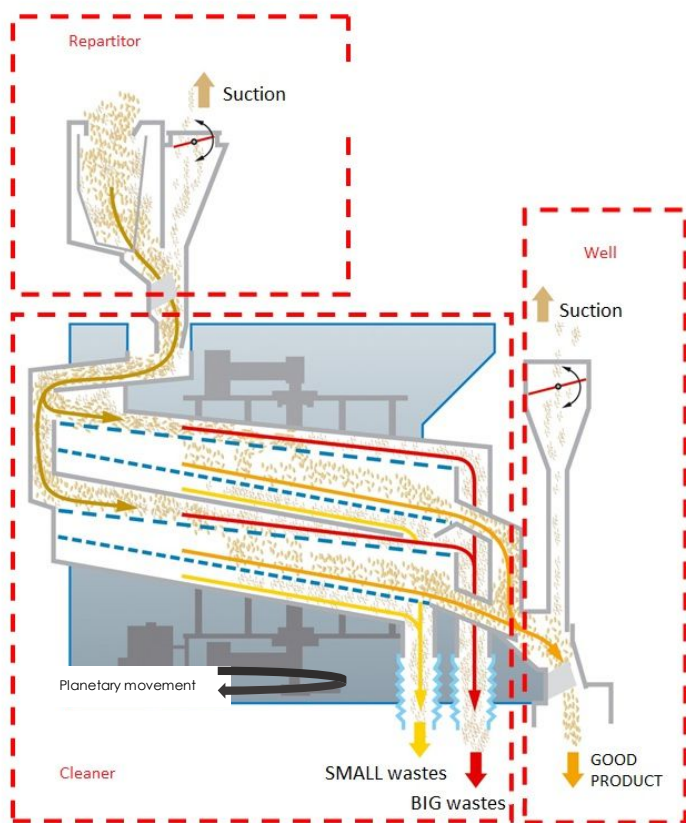 Repartitor
Suction
Well
Suction
Planetary movement
Cleaner
SMALL wastes
BIG wastes
GOOD
PRODUCT